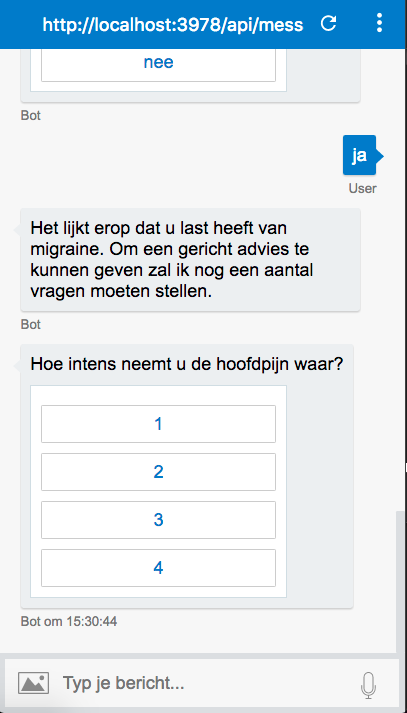 http://localhost:3978/api/mess
nee
Bot
ja
User
Het lijkt erop dat u last heeft van
migraine. Om een gericht advies te
kunnen geven zal ik nog een aantal
vragen moeten stellen.
Bot
Hoe intens neemt u de hoofdpijn waar?
1
2
3
4
Bot om 15:30:44
Typ je bericht...